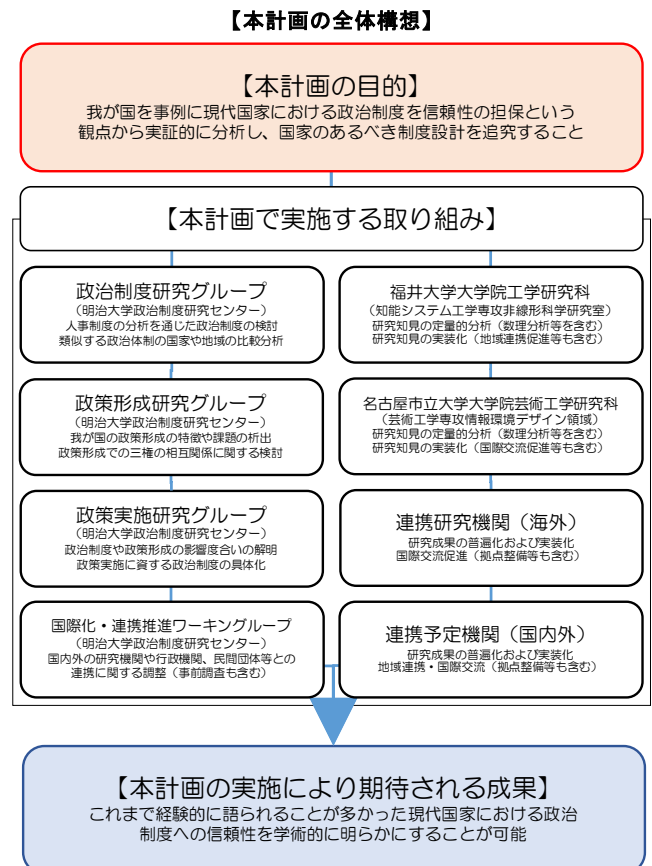 【本計画の全体構想】
【本計画の目的】
我が国を事例に現代国家における政治制度を信頼性の担保という
観点から実証的に分析し、国家のあるべき制度設計を追究すること
【本計画で実施する取り組み】
政治制度研究グループ
(明治大学政治制度研究センター)
人事制度の分析を通じた政治制度の検討
類似する政治体制の国家や地域の比較分析
政策形成研究グループ
(明治大学政治制度研究センター)
我が国の政策形成の特徴や課題の析出
政策形成での三権の相互関係に関する検討
政策実施研究グループ
(明治大学政治制度研究センター)
政治制度や政策形成の影響度合いの解明
政策実施に資する政治制度の具体化
国際化・連携推進ワーキングループ
(明治大学政治制度研究センター)
国内外の研究機関や行政機関、民間団体等との
連携に関する調整(事前調査も含む)
福井大学大学院工学研究科
(知能システム工学専攻非線形科学研究室)
研究知見の定量的分析(数理分析等を含む)
研究知見の実装化(地域連携促進等も含む)
名古屋市立大学大学院芸術工学研究科
(芸術工学専攻情報環境デザイン領域)
研究知見の定量的分析(数理分析等を含む)
研究知見の実装化(国際交流促進等も含む)
連携研究機関(海外)
研究成果の普遍化および実装化
国際交流促進(拠点整備等も含む)
連携予定機関(国内外)
研究成果の普遍化および実装化
地域連携・国際交流(拠点整備等も含む)
【本計画の実施により期待される成果】
これまで経験的に語られることが多かった現代国家における政治
制度への信頼性を学術的に明らかにすることが可能